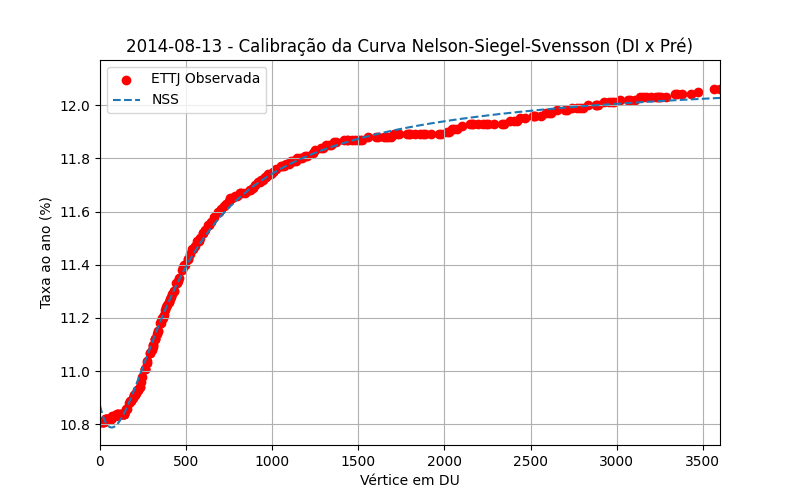 2014-08-13 - Calibração da Curva Nelson-Siegel-Svensson (DI x Pré)
ETTJ Observada
NSS
Taxa ao ano (%)
12.0
11.8
11.6
11.4
11.2
11.0
10.8
0 500 1000 1500 2000 2500 3000 3500
Vértice em DU